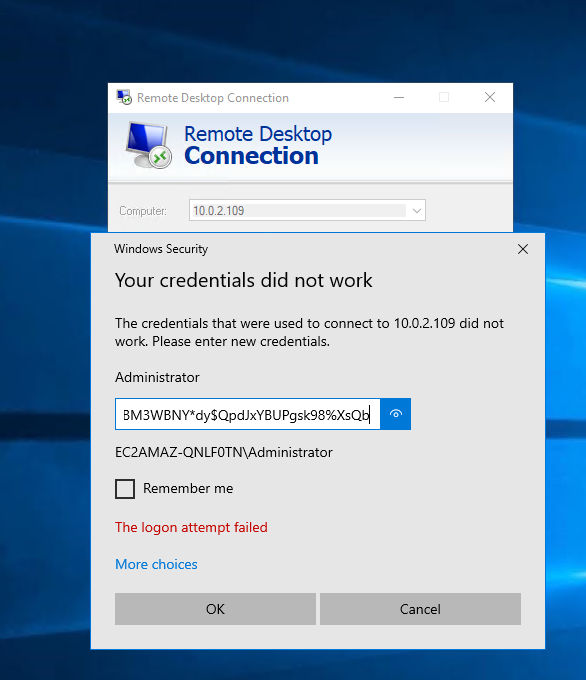 Remote Desktop Connection
Remote Desktop
Connection
Computer:
10.0.2.109
Windows Security
Your credentials did not work
The credentials that were used to connect to 10.0.2.109 did not
work. Please enter new credentials.
Administrator
BM3WBNY*dy$QpdJxYBUPgsk98%XsQb
EC2AMAZ-QNLF0TN\Administrator
Remember me
The logon attempt failed
More choices
OK
Cancel